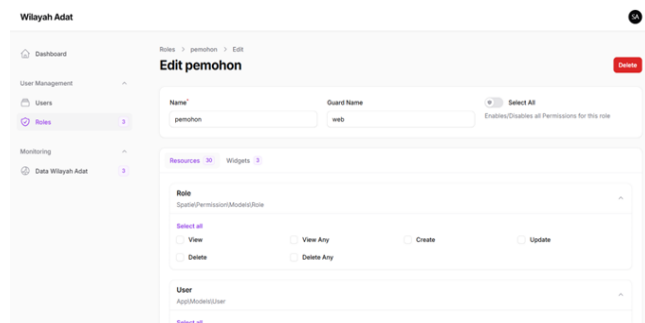 Wilayah Adat
SA
Dashboard
User Management
Users
Roles 3
Monitoring
Data Wilayah Adat 3
Roles > pemohon > Edit
Edit pemohon
Delete
Name*
pemohon
Guard Name
web
Select All
Enables/Disables all Permissions for this role
Resources 30 Widgets 3
Role
Spatie\Permission\Models\Role
Select all
View View Any Create Update
Delete Delete Any
User
App\Models\User
Select all